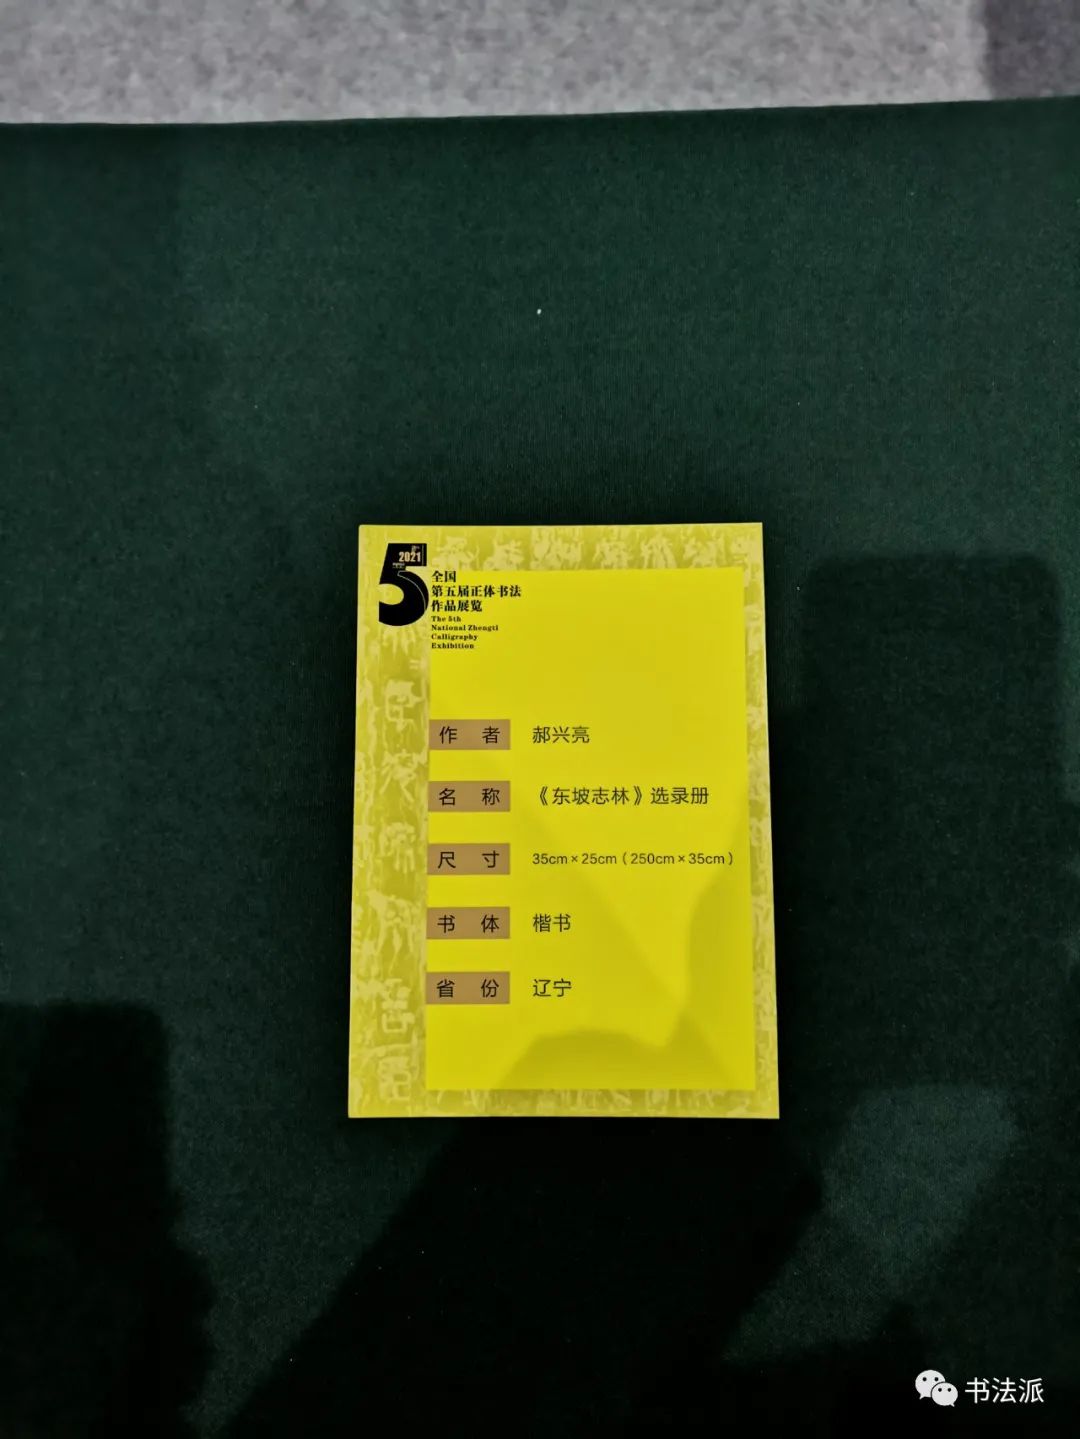 2021
5
全国
第五届正体书法
作品展览
The 5th
National Zhengti
Calligraphy
Exhibition
作 者 郝兴亮
名 称 《东坡志林》选录册
尺 寸 35cm×25cm（250cm×35cm）
书 体 楷书
省 份 辽宁
书法派